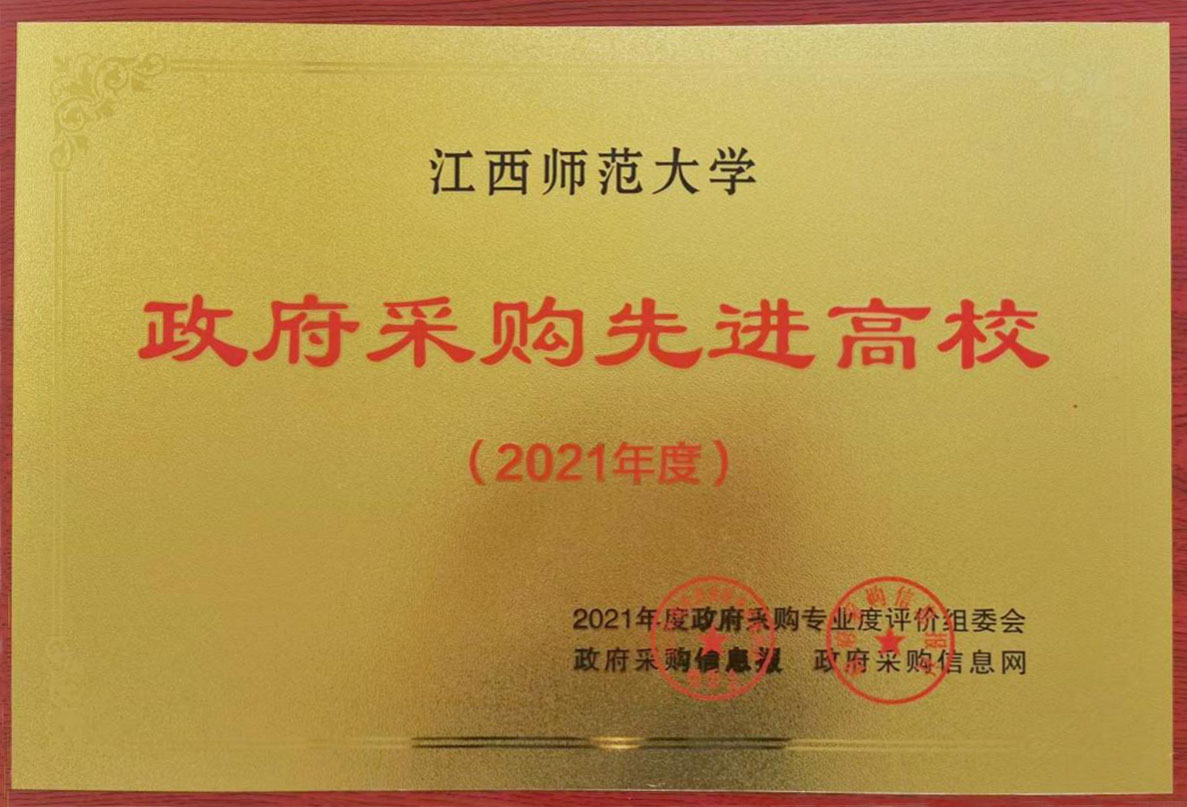 江西师范大学
政府采购先进高校
（2021年度）
2021年度政府采购专业度评价组委会
政府采购信息报 政府采购信息网